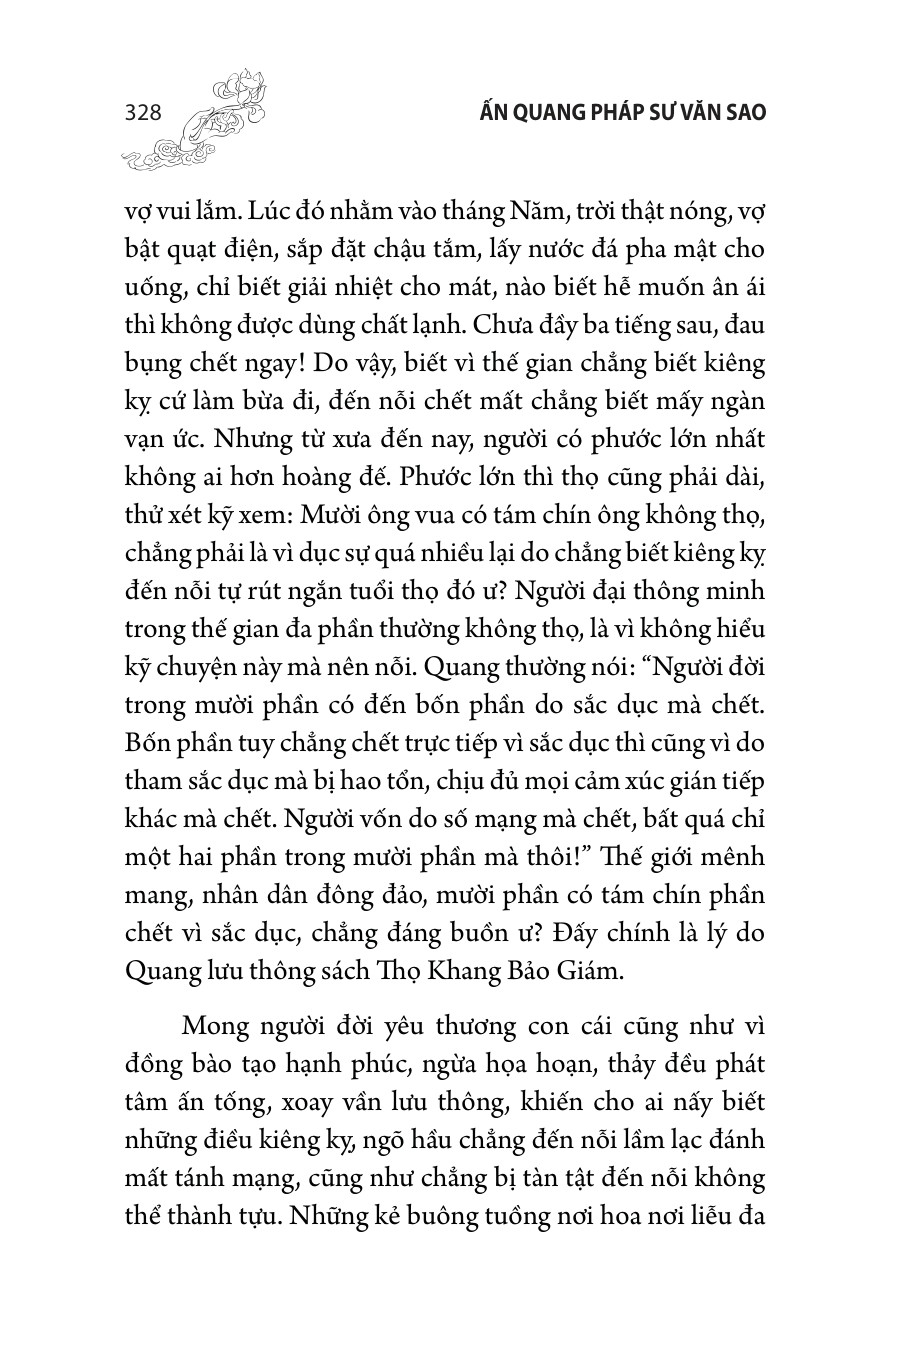 328
ẤN QUANG PHÁP SƯ VĂN SAO
vợ vui lắm. Lúc đó nhằm vào tháng Năm, trời thật nóng, vợ
bật quạt điện, sắp đặt chậu tắm, lấy nước đá pha mật cho
uống, chỉ biết giải nhiệt cho mát, nào biết hễ muốn ân ái
thì không được dùng chất lạnh. Chưa đầy ba tiếng sau, đau
bụng chết ngay! Do vậy, biết vì thế gian chẳng biết kiêng
kỵ cứ làm bừa đi, đến nỗi chết mất chẳng biết mấy ngàn
vạn ức. Nhưng từ xưa đến nay, người có phước lớn nhất
không ai hơn hoàng đế. Phước lớn thì thọ cũng phải dài,
thử xét kỹ xem: Mười ông vua có tám chín ông không thọ,
chẳng phải là vì dục sự quá nhiều lại do chẳng biết kiêng kỵ
đến nỗi tự rút ngắn tuổi thọ đó ư? Người đại thông minh
trong thế gian đa phần thường không thọ, là vì không hiểu
kỹ chuyện này mà nên nỗi. Quang thường nói: “Người đời
trong mười phần có đến bốn phần do sắc dục mà chết.
Bốn phần tuy chẳng chết trực tiếp vì sắc dục thì cũng vì do
tham sắc dục mà bị hao tổn, chịu đủ mọi cảm xúc gián tiếp
khác mà chết. Người vốn do số mạng mà chết, bất quá chỉ
một hai phần trong mười phần mà thôi!” Thế giới mênh
mang, nhân dân đông đảo, mười phần có tám chín phần
chết vì sắc dục, chẳng đáng buồn ư? Đấy chính là lý do
Quang lưu thông sách Thọ Khang Bảo Giám.
Mong người đời yêu thương con cái cũng như vì
đồng bào tạo hạnh phúc, ngừa họa hoạn, thảy đều phát
tâm ấn tống, xoay vần lưu thông, khiến cho ai nấy biết
những điều kiêng kỵ, ngõ hầu chẳng đến nỗi lầm lạc đánh
mất tánh mạng, cũng như chẳng bị tàn tật đến nỗi không
thể thành tựu. Những kẻ buông tuồng nơi hoa nơi liễu đa